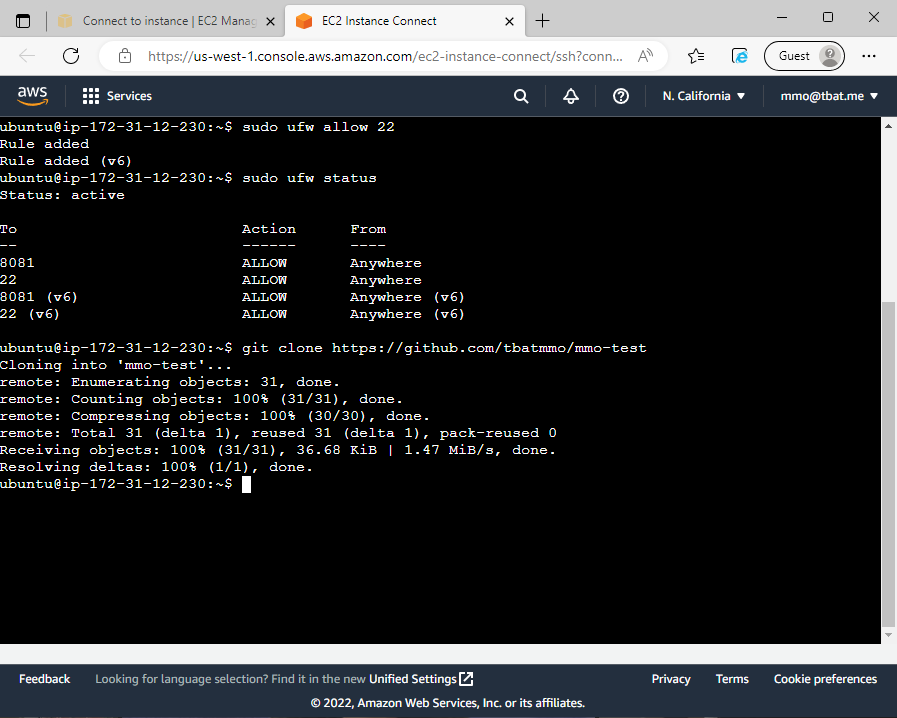 Connect to instance | EC2 Manag
EC2 Instance Connect
https://us-west-1.console.aws.amazon.com/ec2-instance-connect/ssh?conn...
Guest
aws
Services
N. California
mmo@tbat.me
ubuntu@ip-172-31-12-230:~$ sudo ufw allow 22
Rule added
Rule added (v6)
ubuntu@ip-172-31-12-230:~$ sudo ufw status
Status: active
To Action From
-- ------ ----
8081 ALLOW Anywhere
22 ALLOW Anywhere
8081 (v6) ALLOW Anywhere (v6)
22 (v6) ALLOW Anywhere (v6)
ubuntu@ip-172-31-12-230:~$ git clone https://github.com/tbatmmo/mmo-test
Cloning into 'mmo-test'...
remote: Enumerating objects: 31, done.
remote: Counting objects: 100% (31/31), done.
remote: Compressing objects: 100% (30/30), done.
remote: Total 31 (delta 1), reused 31 (delta 1), pack-reused 0
Receiving objects: 100% (31/31), 36.68 KiB | 1.47 MiB/s, done.
Resolving deltas: 100% (1/1), done.
ubuntu@ip-172-31-12-230:~$
Feedback Looking for language selection? Find it in the new Unified Settings Privacy Terms Cookie preferences
© 2022, Amazon Web Services, Inc. or its affiliates.